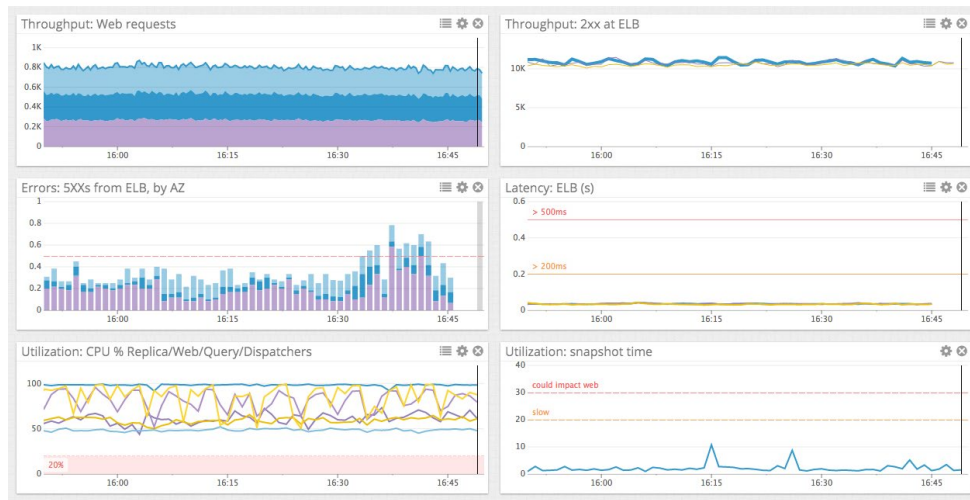 Throughput: Web requests
1K
0.8K
0.6K
0.4K
0.2K
0
16:00 16:15 16:30 16:45
Throughput: 2xx at ELB
10K
5K
0
16:00 16:15 16:30 16:45
Errors: 5XXs from ELB, by AZ
1
0.8
0.6
0.4
0.2
0
16:00 16:15 16:30 16:45
Latency: ELB (s)
0.6
> 500ms
0.4
> 200ms
0.2
0
16:00 16:15 16:30 16:45
Utilization: CPU % Replica/Web/Query/Dispatchers
100
50
20%
0
16:00 16:15 16:30 16:45
Utilization: snapshot time
40
could impact web
30
slow
20
10
0
16:00 16:15 16:30 16:45